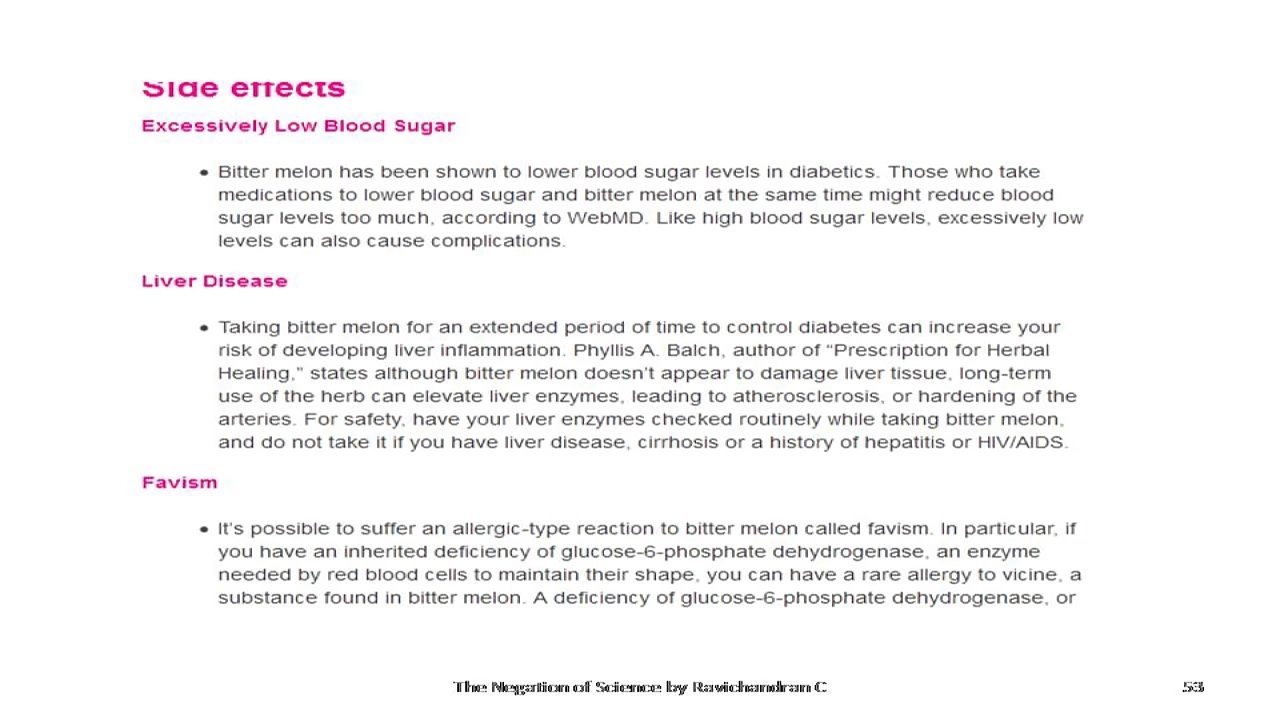 Side effects
Excessively Low Blood Sugar
• Bitter melon has been shown to lower blood sugar levels in diabetics. Those who take
medications to lower blood sugar and bitter melon at the same time might reduce blood
sugar levels too much, according to WebMD. Like high blood sugar levels, excessively low
levels can also cause complications.
Liver Disease
• Taking bitter melon for an extended period of time to control diabetes can increase your
risk of developing liver inflammation. Phyllis A. Balch, author of “Prescription for Herbal
Healing,” states although bitter melon doesn’t appear to damage liver tissue, long-term
use of the herb can elevate liver enzymes, leading to atherosclerosis, or hardening of the
arteries. For safety, have your liver enzymes checked routinely while taking bitter melon,
and do not take it if you have liver disease, cirrhosis or a history of hepatitis or HIV/AIDS.
Favism
• It’s possible to suffer an allergic-type reaction to bitter melon called favism. In particular, if
you have an inherited deficiency of glucose-6-phosphate dehydrogenase, an enzyme
needed by red blood cells to maintain their shape, you can have a rare allergy to vicine, a
substance found in bitter melon. A deficiency of glucose-6-phosphate dehydrogenase, or
The Negation of Science by Ravichandran C
53